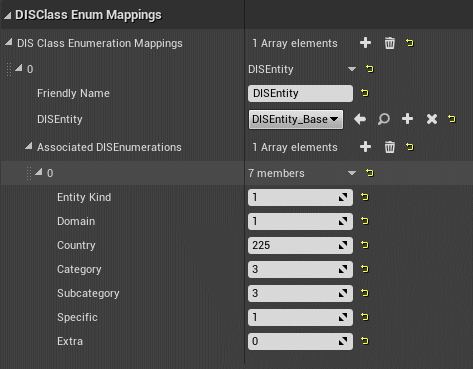 DISClass Enum Mappings
DIS Class Enumeration Mappings 1 Array elements
0 DISEntity
Friendly Name DISEntity
DISEntity DISEntity_Base
Associated DISEnumerations 1 Array elements
0 7 members
Entity Kind 1
Domain 1
Country 225
Category 3
Subcategory 3
Specific 1
Extra 0